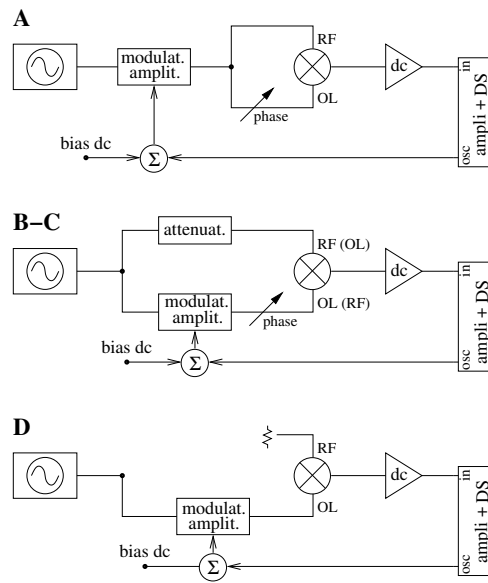 A
modulat.
amplit.
RF
OL
phase
dc
in
ampli + DS
osc
bias dc
Σ
B–C
attenuat.
RF (OL)
modulat.
amplit.
OL (RF)
phase
dc
in
ampli + DS
osc
bias dc
Σ
D
RF
modulat.
amplit.
OL
dc
in
ampli + DS
osc
bias dc
Σ